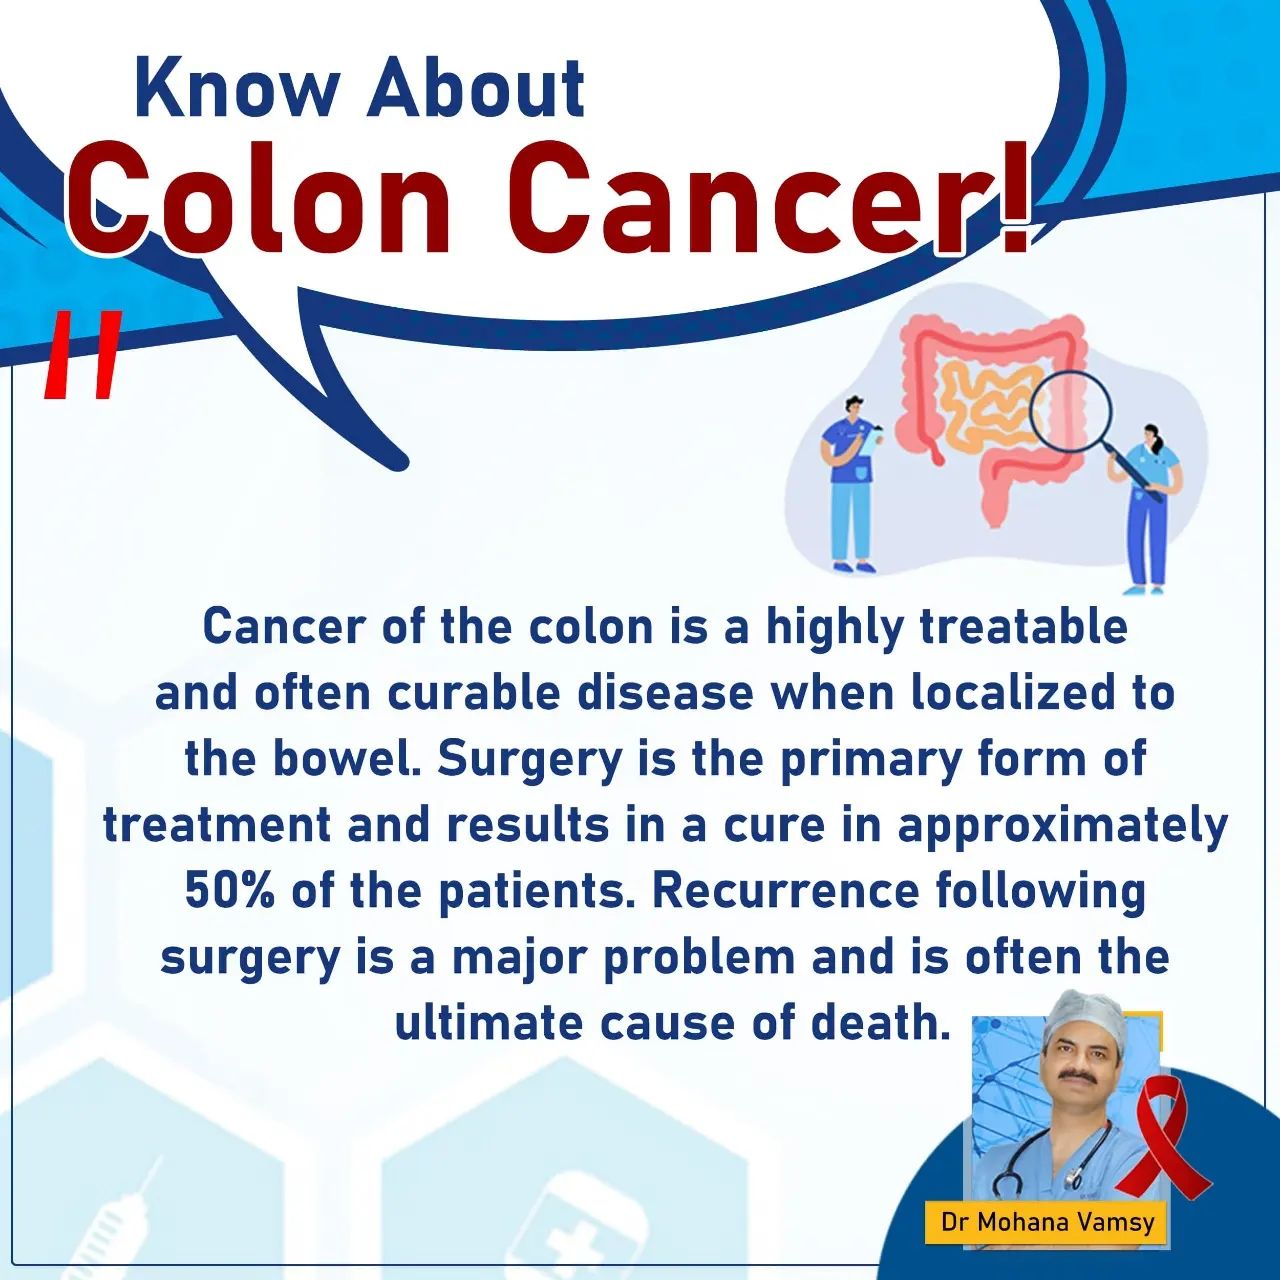 Know About
Colon Cancer!
"
Cancer of the colon is a highly treatable
and often curable disease when localized to
the bowel. Surgery is the primary form of
treatment and results in a cure in approximately
50% of the patients. Recurrence following
surgery is a major problem and is often the
ultimate cause of death.
Dr Mohana Vamsy